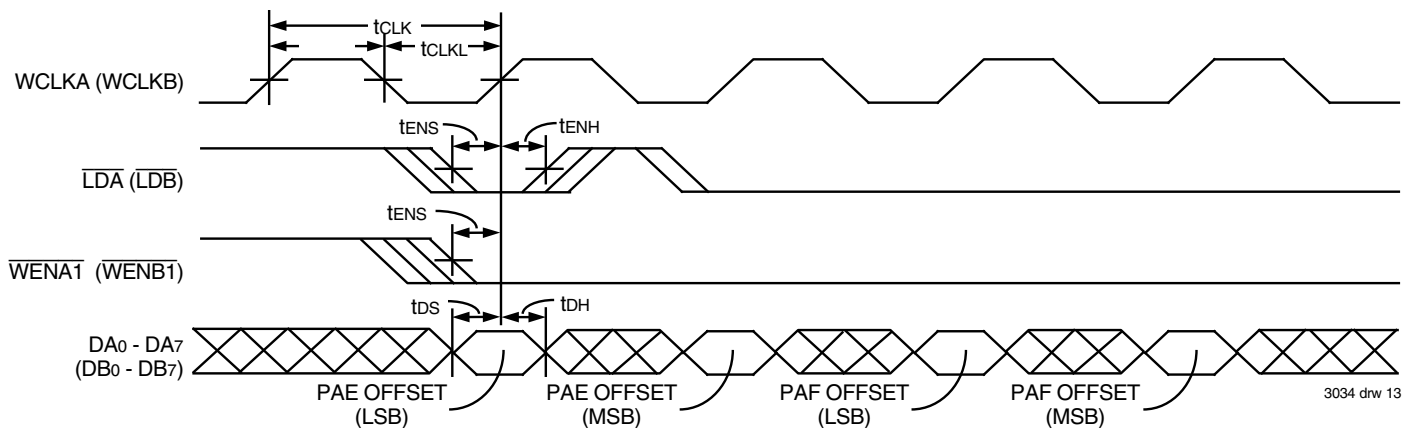 tCLK
tCLKL
WCLKA (WCLKB)
tENS
tENH
LDA (LDB)
tENS
WENA1 (WENB1)
tDS
tDH
DA0 - DA7
(DB0 - DB7)
PAE OFFSET
(LSB)
PAE OFFSET
(MSB)
PAF OFFSET
(LSB)
PAF OFFSET
(MSB)
3034 drw 13